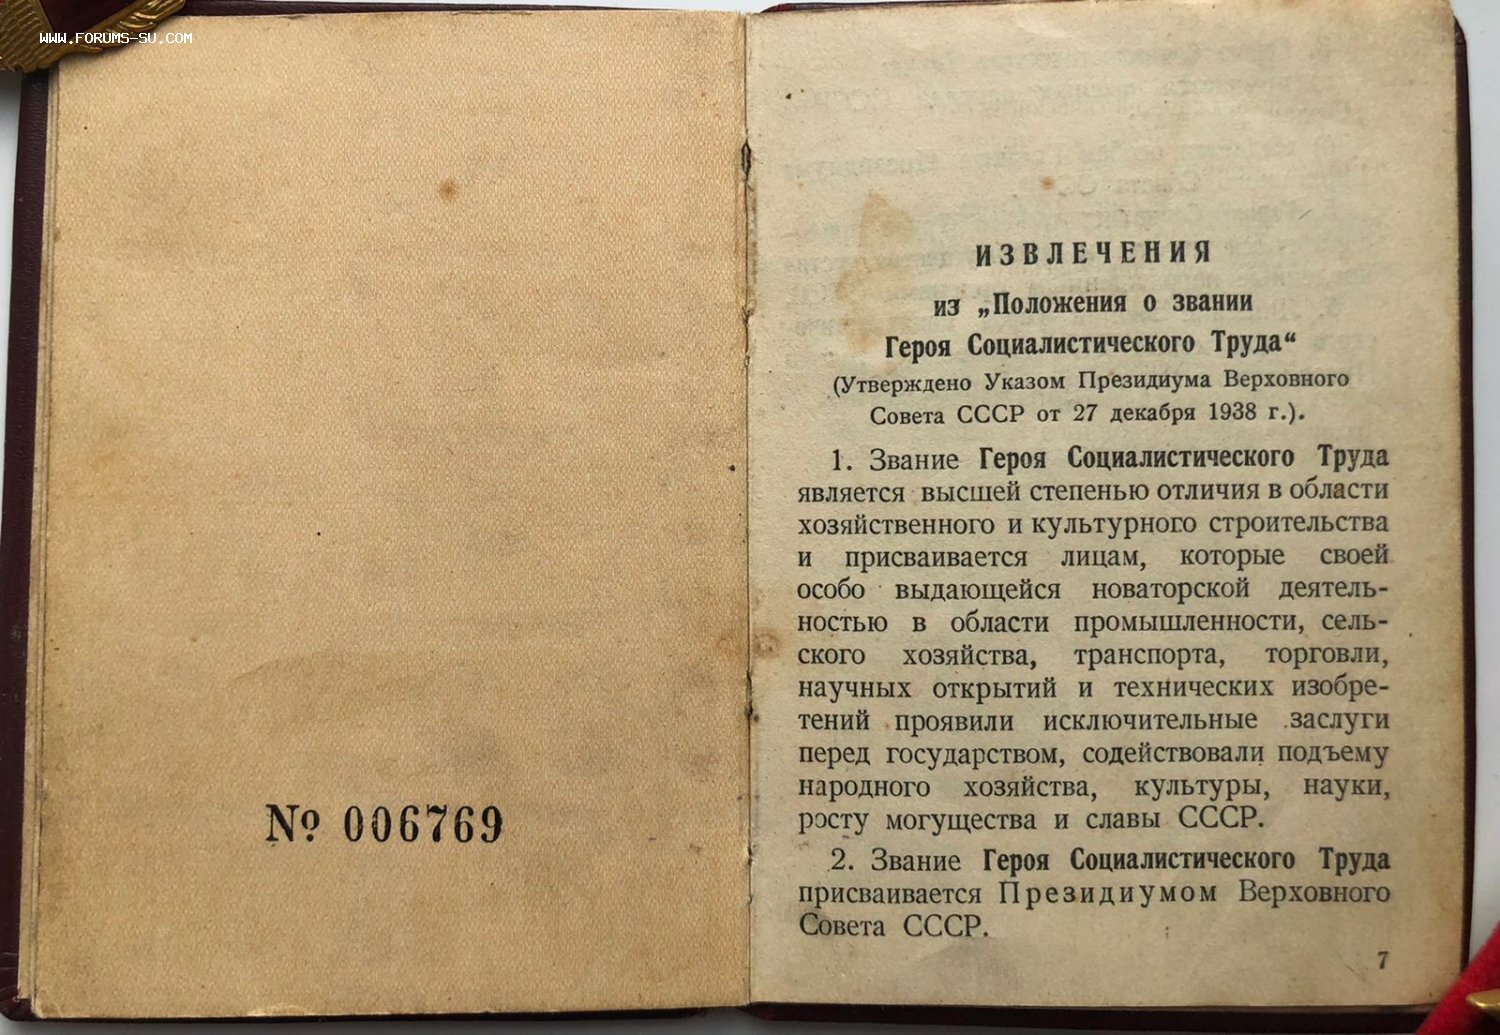 WWW.FORUMS-SU.COM
№ 006769
ИЗВЛЕЧЕНИЯ
из „Положения о звании
Героя Социалистического Труда“
(Утверждено Указом Президиума Верховного
Совета СССР от 27 декабря 1938 г.).
1. Звание Героя Социалистического Труда
является высшей степенью отличия в области
хозяйственного и культурного строительства
и присваивается лицам, которые своей
особо выдающейся новаторской деятель-
ностью в области промышленности, сель-
ского хозяйства, транспорта, торговли,
научных открытий и технических изобре-
тений проявили исключительные заслуги
перед государством, содействовали подъему
народного хозяйства, культуры, науки,
росту могущества и славы СССР.
2. Звание Героя Социалистического Труда
присваивается Президиумом Верховного
Совета СССР.
7